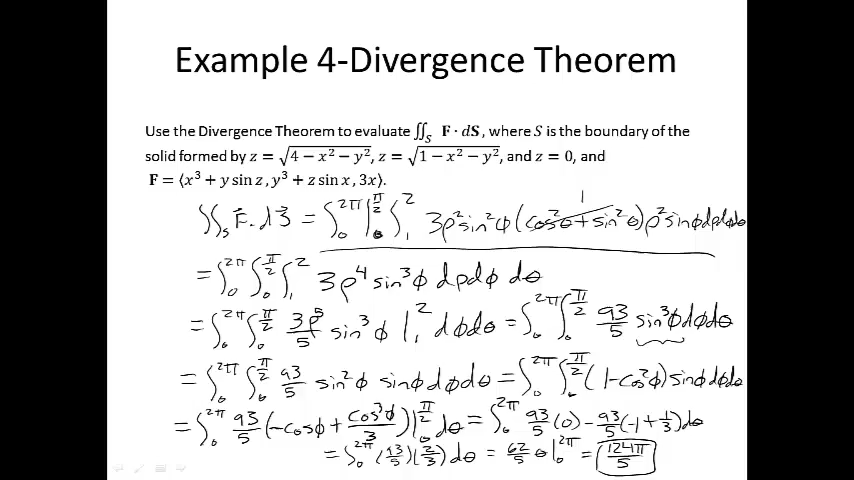 Example 4-Divergence Theorem
Use the Divergence Theorem to evaluate ∬_S F · dS, where S is the boundary of the
solid formed by z = √(4 − x² − y²), z = √(1 − x² − y²), and z = 0, and
F = ⟨x³ + y sin z, y³ + z sin x, 3x⟩.
∬_S F⃗ · dS⃗ = ∫₀^{2π} ∫₀^{π/2} ∫₁² 3ρ² sin²φ (cos²θ + sin²θ) ρ² sinφ dρ dφ dθ
1
= ∫₀^{2π} ∫₀^{π/2} ∫₁² 3ρ⁴ sin³φ dρ dφ dθ
= ∫₀^{2π} ∫₀^{π/2} 3ρ⁵/5 sin³φ |₁² dφ dθ = ∫₀^{2π} ∫₀^{π/2} 93/5 sin³φ dφ dθ
= ∫₀^{2π} ∫₀^{π/2} 93/5 sin²φ sinφ dφ dθ = ∫₀^{2π} ∫₀^{π/2} (1 − cos²φ) sinφ dφ dθ
= ∫₀^{2π} 93/5 (−cosφ + cos³φ/3) |₀^{π/2} dθ = ∫₀^{2π} 93/5 (0) − 93/5 (−1 + 1/3) dθ
= ∫₀^{2π} (93/5)(2/3) dθ = 62/5 θ |₀^{2π} = 124π/5